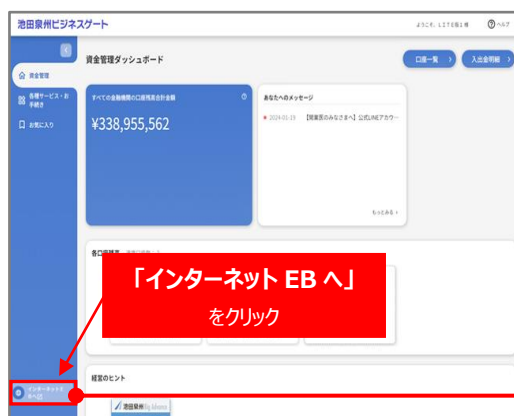 池田泉州ビジネスゲート
ようこそ、LITE版1 様
ヘルプ
資金管理ダッシュボード
口座一覧
入出金明細
資金管理
各種サービス・お
手続き
お気に入り
すべての金融機関の口座残高合計金額
¥338,955,562
あなたへのメッセージ
2024-01-15 【開業医のみなさまへ】公式LINEアカウ…
もっとみる
各口座残高
「インターネット EB へ」
をクリック
インターネットE
Bへ
経営のヒント
池田泉州 Big Advance